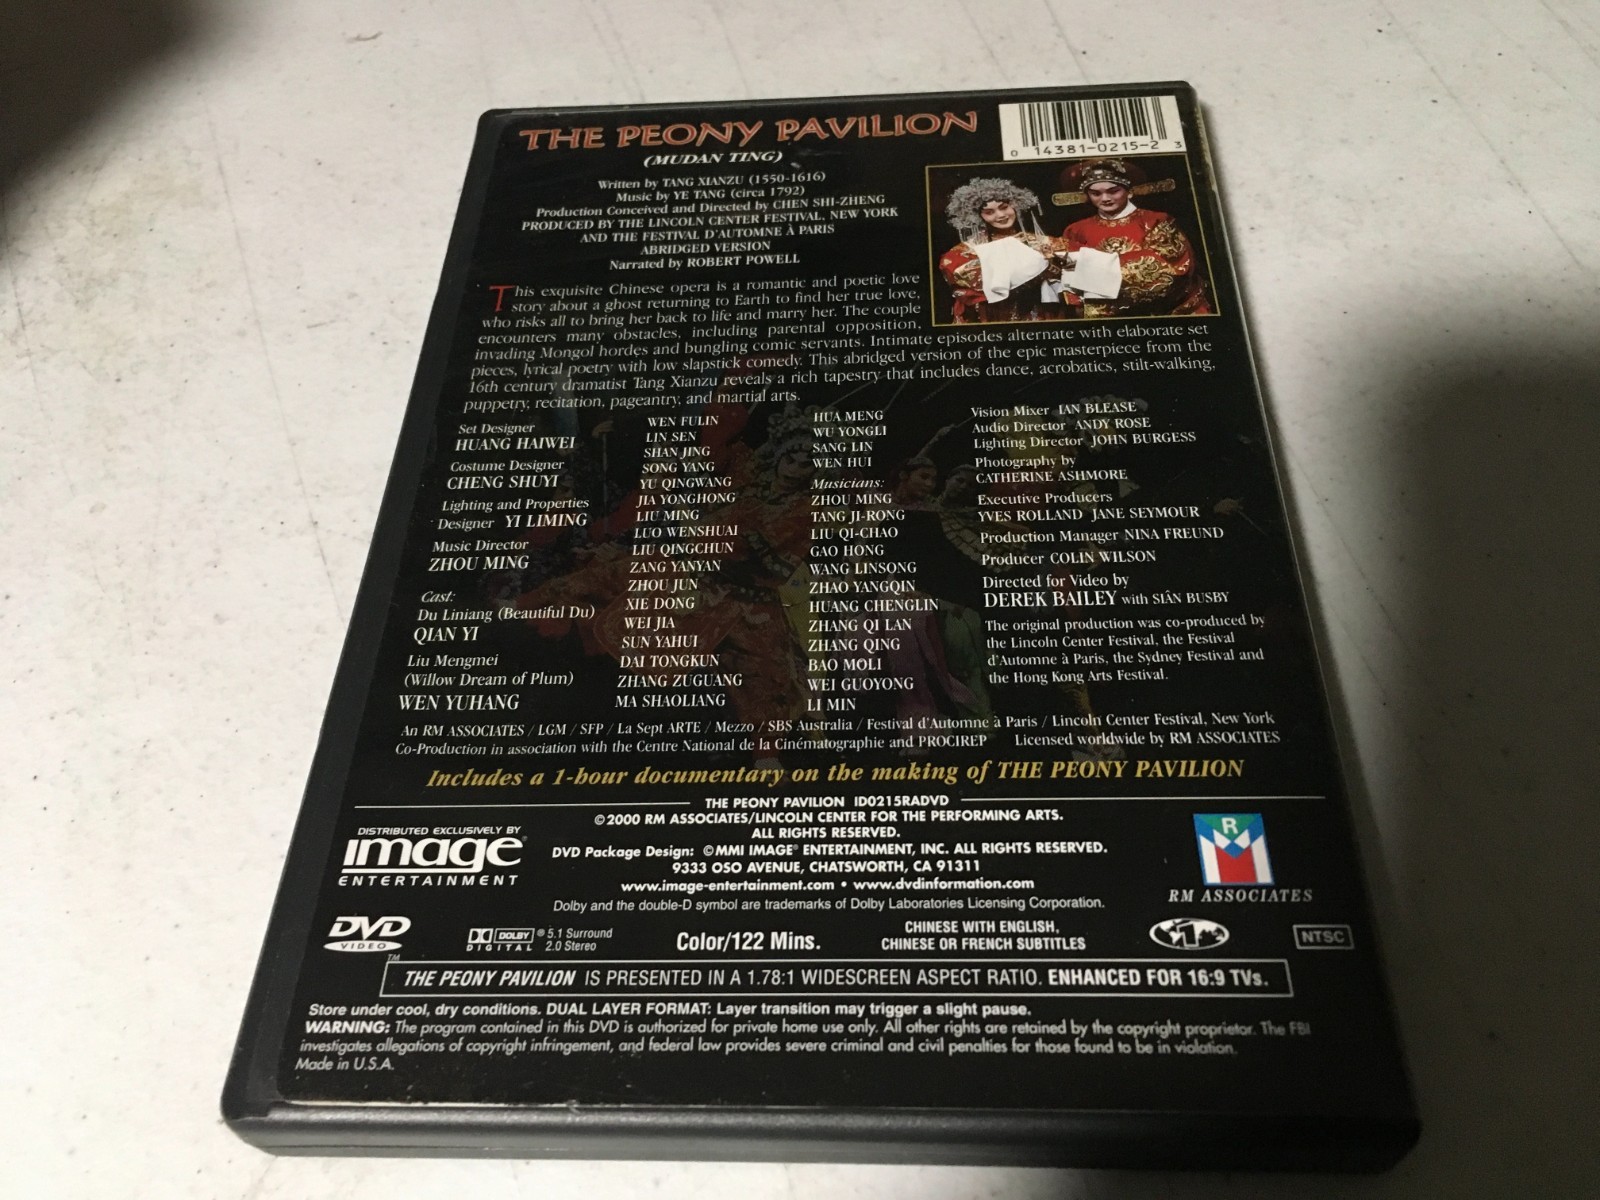 THE PEONY PAVILION
(MUDAN TING)
0 14381-0215-2 3
Written by TANG XIANZU (1550-1616)
Music by YE TANG (circa 1792)
Production Conceived and Directed by CHEN SHI-ZHENG
PRODUCED BY THE LINCOLN CENTER FESTIVAL, NEW YORK
AND THE FESTIVAL D'AUTOMNE À PARIS
ABRIDGED VERSION
Narrated by ROBERT POWELL
This exquisite Chinese opera is a romantic and poetic love
story about a ghost returning to Earth to find her true love,
who risks all to bring her back to life and marry her. The couple
encounters many obstacles, including parental opposition,
invading Mongol hordes and bungling comic servants. Intimate episodes alternate with elaborate set
pieces, lyrical poetry with low slapstick comedy. This abridged version of the epic masterpiece from the
16th century dramatist Tang Xianzu reveals a rich tapestry that includes dance, acrobatics, stilt-walking,
puppetry, recitation, pageantry, and martial arts.
Set Designer
HUANG HAIWEI
Costume Designer
CHENG SHUYI
Lighting and Properties
Designer YI LIMING
Music Director
ZHOU MING
Cast:
Du Liniang (Beautiful Du)
QIAN YI
Liu Mengmei
(Willow Dream of Plum)
WEN YUHANG
WEN FULIN
LIN SEN
SHAN JING
SONG YANG
YU QINGWANG
JIA YONGHONG
LIU MING
LUO WENSHUAI
LIU QINGCHUN
ZANG YANYAN
ZHOU JUN
XIE DONG
WEI JIA
SUN YAHUI
DAI TONGKUN
ZHANG ZUGUANG
MA SHAOLIANG
HUA MENG
WU YONGLI
SANG LIN
WEN HUI
Musicians:
ZHOU MING
TANG JI-RONG
LIU QI-CHAO
GAO HONG
WANG LINSONG
ZHAO YANGQIN
HUANG CHENGLIN
ZHANG QI LAN
ZHANG QING
BAO MOLI
WEI GUOYONG
LI MIN
Vision Mixer IAN BLEASE
Audio Director ANDY ROSE
Lighting Director JOHN BURGESS
Photography by
CATHERINE ASHMORE
Executive Producers
YVES ROLLAND JANE SEYMOUR
Production Manager NINA FREUND
Producer COLIN WILSON
Directed for Video by
DEREK BAILEY with SIÂN BUSBY
The original production was co-produced by
the Lincoln Center Festival, the Festival
d'Automne à Paris, the Sydney Festival and
the Hong Kong Arts Festival.
An RM ASSOCIATES / LGM / SFP / La Sept ARTE / Mezzo / SBS Australia / Festival d'Automne à Paris / Lincoln Center Festival, New York
Co-Production in association with the Centre National de la Cinématographie and PROCIREP Licensed worldwide by RM ASSOCIATES
Includes a 1-hour documentary on the making of THE PEONY PAVILION
THE PEONY PAVILION ID0215RADVD
©2000 RM ASSOCIATES/LINCOLN CENTER FOR THE PERFORMING ARTS.
ALL RIGHTS RESERVED.
DVD Package Design: ©MMI IMAGE® ENTERTAINMENT, INC. ALL RIGHTS RESERVED.
9333 OSO AVENUE, CHATSWORTH, CA 91311
www.image-entertainment.com • www.dvdinformation.com
Dolby and the double-D symbol are trademarks of Dolby Laboratories Licensing Corporation.
DISTRIBUTED EXCLUSIVELY BY
image®
ENTERTAINMENT
R M
RM ASSOCIATES
DVD
VIDEO
TM
DOLBY
DIGITAL
® 5.1 Surround
2.0 Stereo
Color/122 Mins.
CHINESE WITH ENGLISH,
CHINESE OR FRENCH SUBTITLES
1
NTSC
THE PEONY PAVILION IS PRESENTED IN A 1.78:1 WIDESCREEN ASPECT RATIO. ENHANCED FOR 16:9 TVs.
Store under cool, dry conditions. DUAL LAYER FORMAT: Layer transition may trigger a slight pause.
WARNING: The program contained in this DVD is authorized for private home use only. All other rights are retained by the copyright proprietor. The FBI
investigates allegations of copyright infringement, and federal law provides severe criminal and civil penalties for those found to be in violation.
Made in U.S.A.